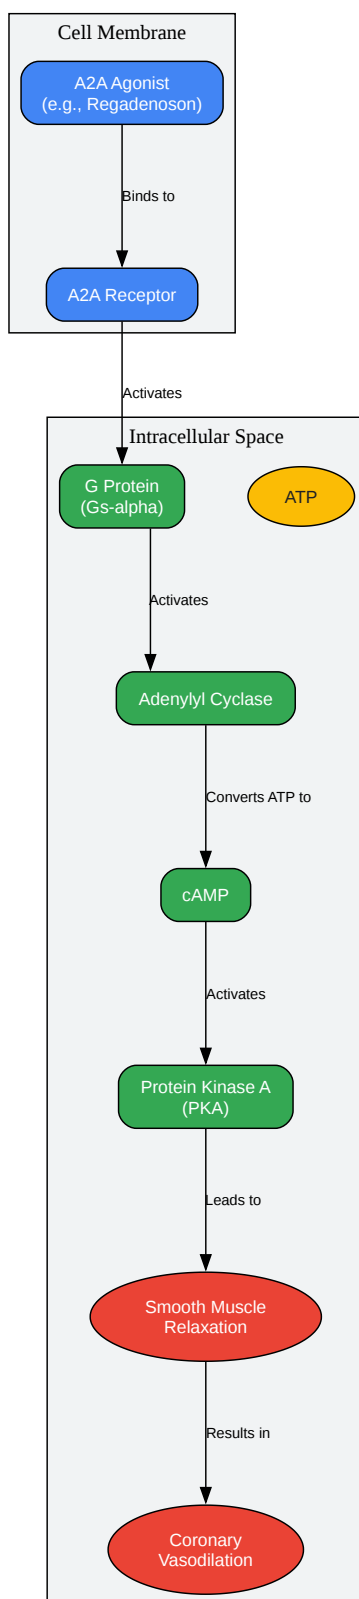 Cell Membrane
A2A Agonist
(e.g., Regadenoson)
Binds to
A2A Receptor
Activates
Intracellular Space
G Protein
(Gs-alpha)
ATP
Activates
Adenylyl Cyclase
Converts ATP to
cAMP
Activates
Protein Kinase A
(PKA)
Leads to
Smooth Muscle
Relaxation
Results in
Coronary
Vasodilation